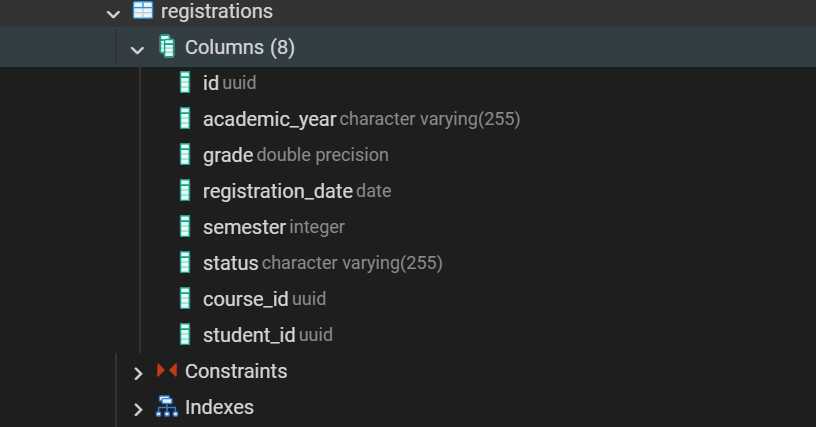 registrations
Columns (8)
id uuid
academic_year character varying(255)
grade double precision
registration_date date
semester integer
status character varying(255)
course_id uuid
student_id uuid
Constraints
Indexes